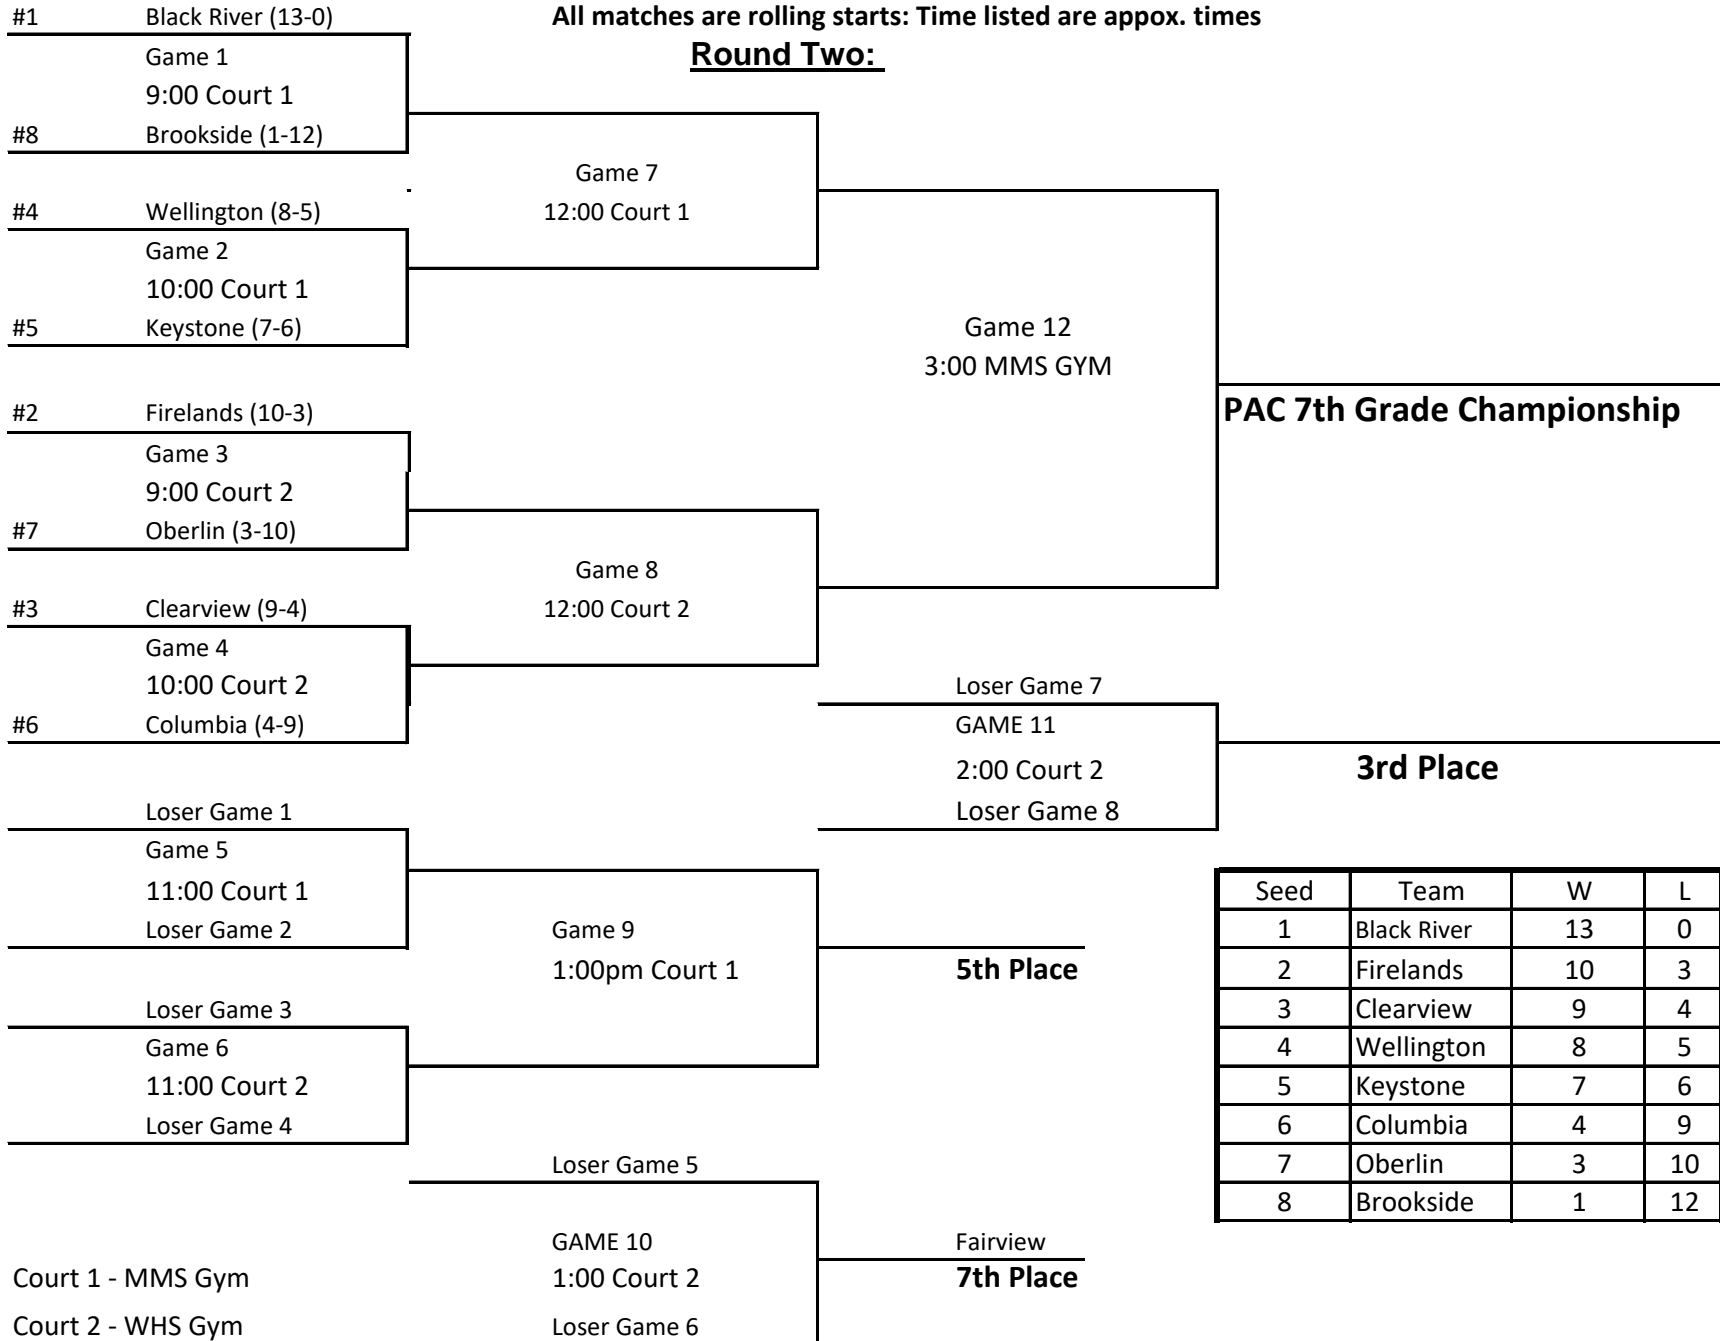 #1 Black River (13-0) All matches are rolling starts: Time listed are appox. times
Game 1 Round Two:
9:00 Court 1
#8 Brookside (1-12)
Game 7
#4 Wellington (8-5) 12:00 Court 1
Game 2
10:00 Court 1
#5 Keystone (7-6) Game 12
3:00 MMS GYM
#2 Firelands (10-3) PAC 7th Grade Championship
Game 3
9:00 Court 2
#7 Oberlin (3-10)
Game 8
#3 Clearview (9-4) 12:00 Court 2
Game 4
10:00 Court 2 Loser Game 7
#6 Columbia (4-9) GAME 11
2:00 Court 2 3rd Place
Loser Game 1 Loser Game 8
Game 5
11:00 Court 1 Seed Team W L
Loser Game 2 Game 9 1 Black River 13 0
1:00pm Court 1 5th Place 2 Firelands 10 3
Loser Game 3 3 Clearview 9 4
Game 6 4 Wellington 8 5
11:00 Court 2 5 Keystone 7 6
Loser Game 4 6 Columbia 4 9
Loser Game 5 7 Oberlin 3 10
8 Brookside 1 12
GAME 10 Fairview
Court 1 - MMS Gym 1:00 Court 2 7th Place
Court 2 - WHS Gym Loser Game 6